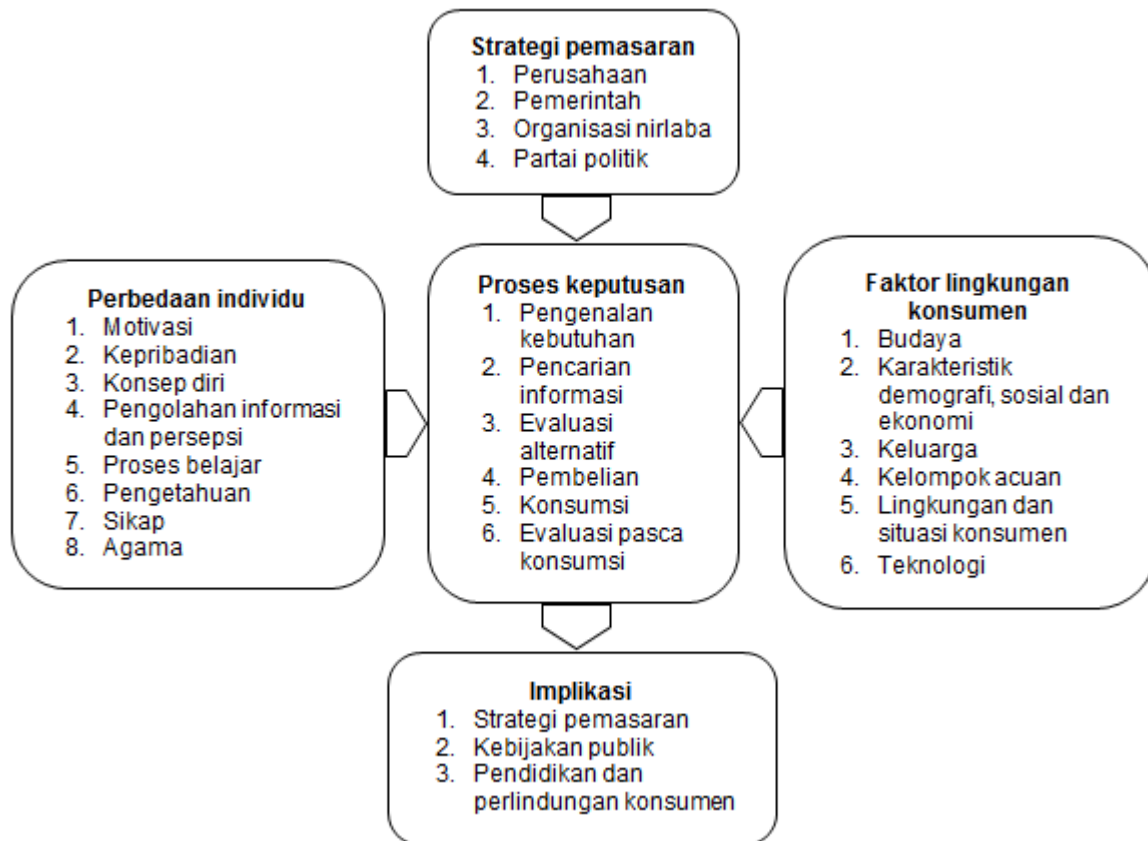 Strategi pemasaran
1. Perusahaan
2. Pemerintah
3. Organisasi nirlaba
4. Partai politik
Perbedaan individu
1. Motivasi
2. Kepribadian
3. Konsep diri
4. Pengolahan informasi
dan persepsi
5. Proses belajar
6. Pengetahuan
7. Sikap
8. Agama
Proses keputusan
1. Pengenalan
kebutuhan
2. Pencarian
informasi
3. Evaluasi
alternatif
4. Pembelian
5. Konsumsi
6. Evaluasi pasca
konsumsi
Faktor lingkungan
konsumen
1. Budaya
2. Karakteristik
demografi, sosial dan
ekonomi
3. Keluarga
4. Kelompok acuan
5. Lingkungan dan
situasi konsumen
6. Teknologi
Implikasi
1. Strategi pemasaran
2. Kebijakan publik
3. Pendidikan dan
perlindungan konsumen